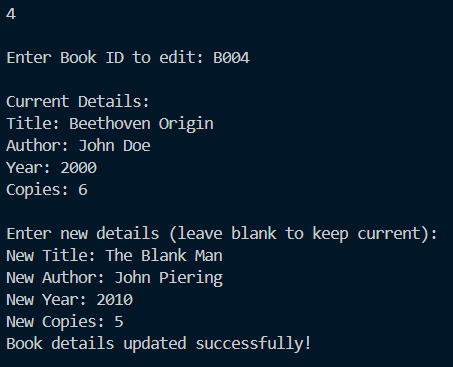 4
Enter Book ID to edit: B004
Current Details:
Title: Beethoven Origin
Author: John Doe
Year: 2000
Copies: 6
Enter new details (leave blank to keep current):
New Title: The Blank Man
New Author: John Piering
New Year: 2010
New Copies: 5
Book details updated successfully!